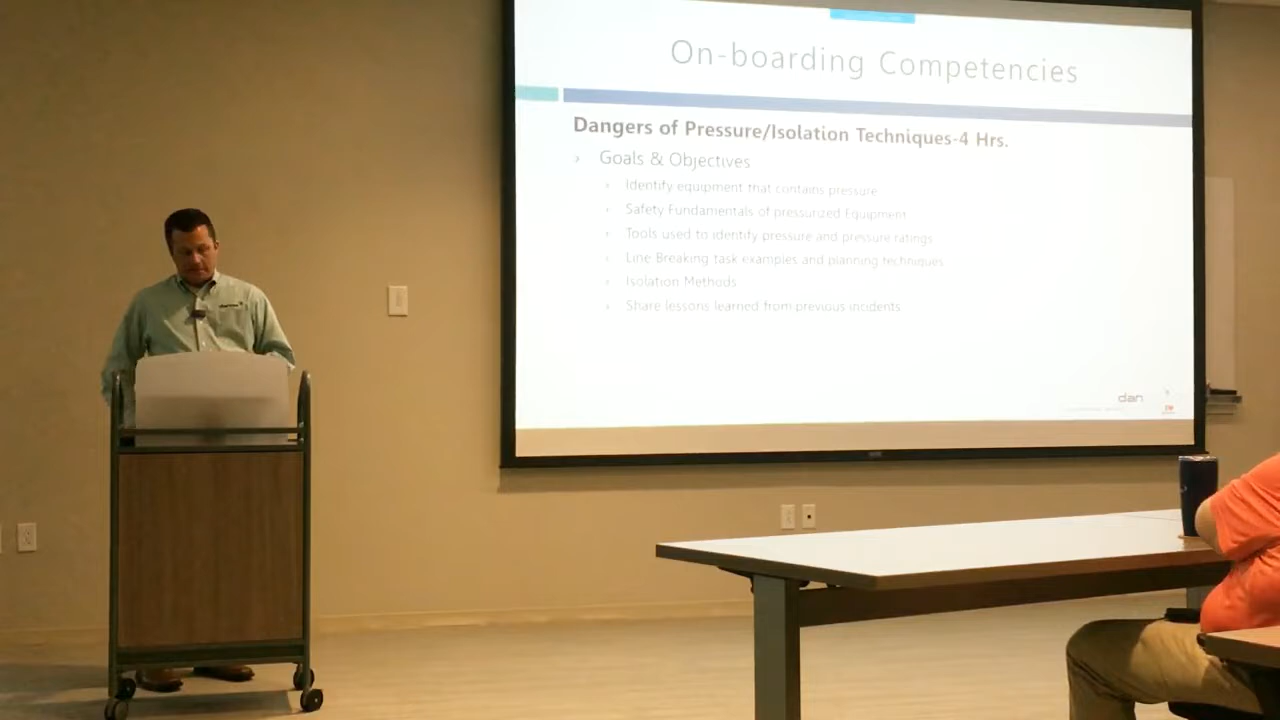 On-boarding Competencies
Dangers of Pressure/Isolation Techniques-4 Hrs.
Goals & Objectives
Identify equipment that contains pressure
Safety Fundamentals of pressurized Equipment
Tools used to identify pressure and pressure ratings
Line Breaking task examples and planning techniques
Isolation Methods
Share lessons learned from previous incidents
dan